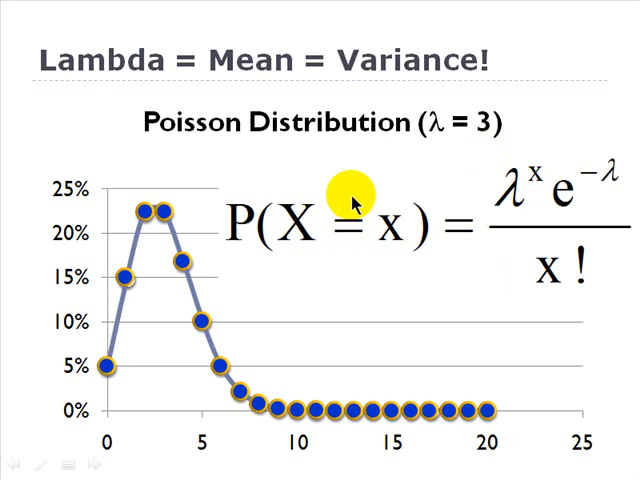 Lambda = Mean = Variance!
Poisson Distribution (λ = 3)
P(X = x) = λ^x e^−λ / x!
25%
20%
15%
10%
5%
0%
0 5 10 15 20 25